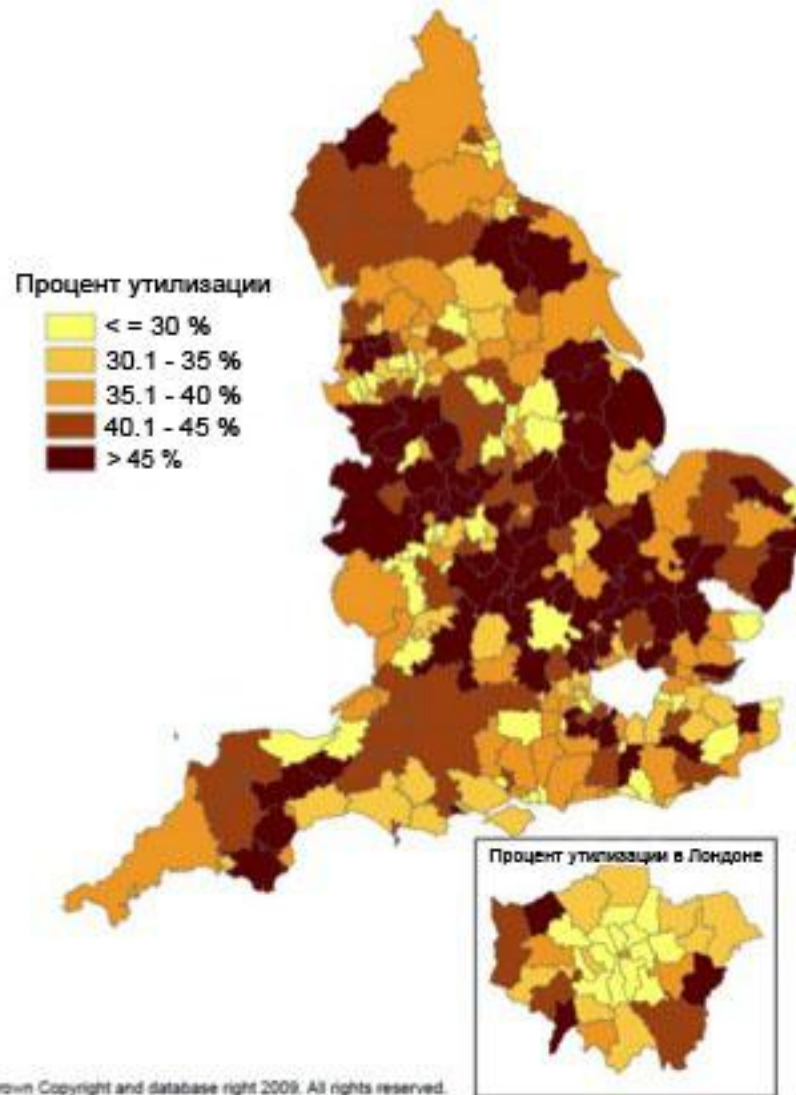 Процент утилизации
< = 30 %
30.1 - 35 %
35.1 - 40 %
40.1 - 45 %
> 45 %
Процент утилизации в Лондоне
Copyright and database right 2009. All rights reserved.